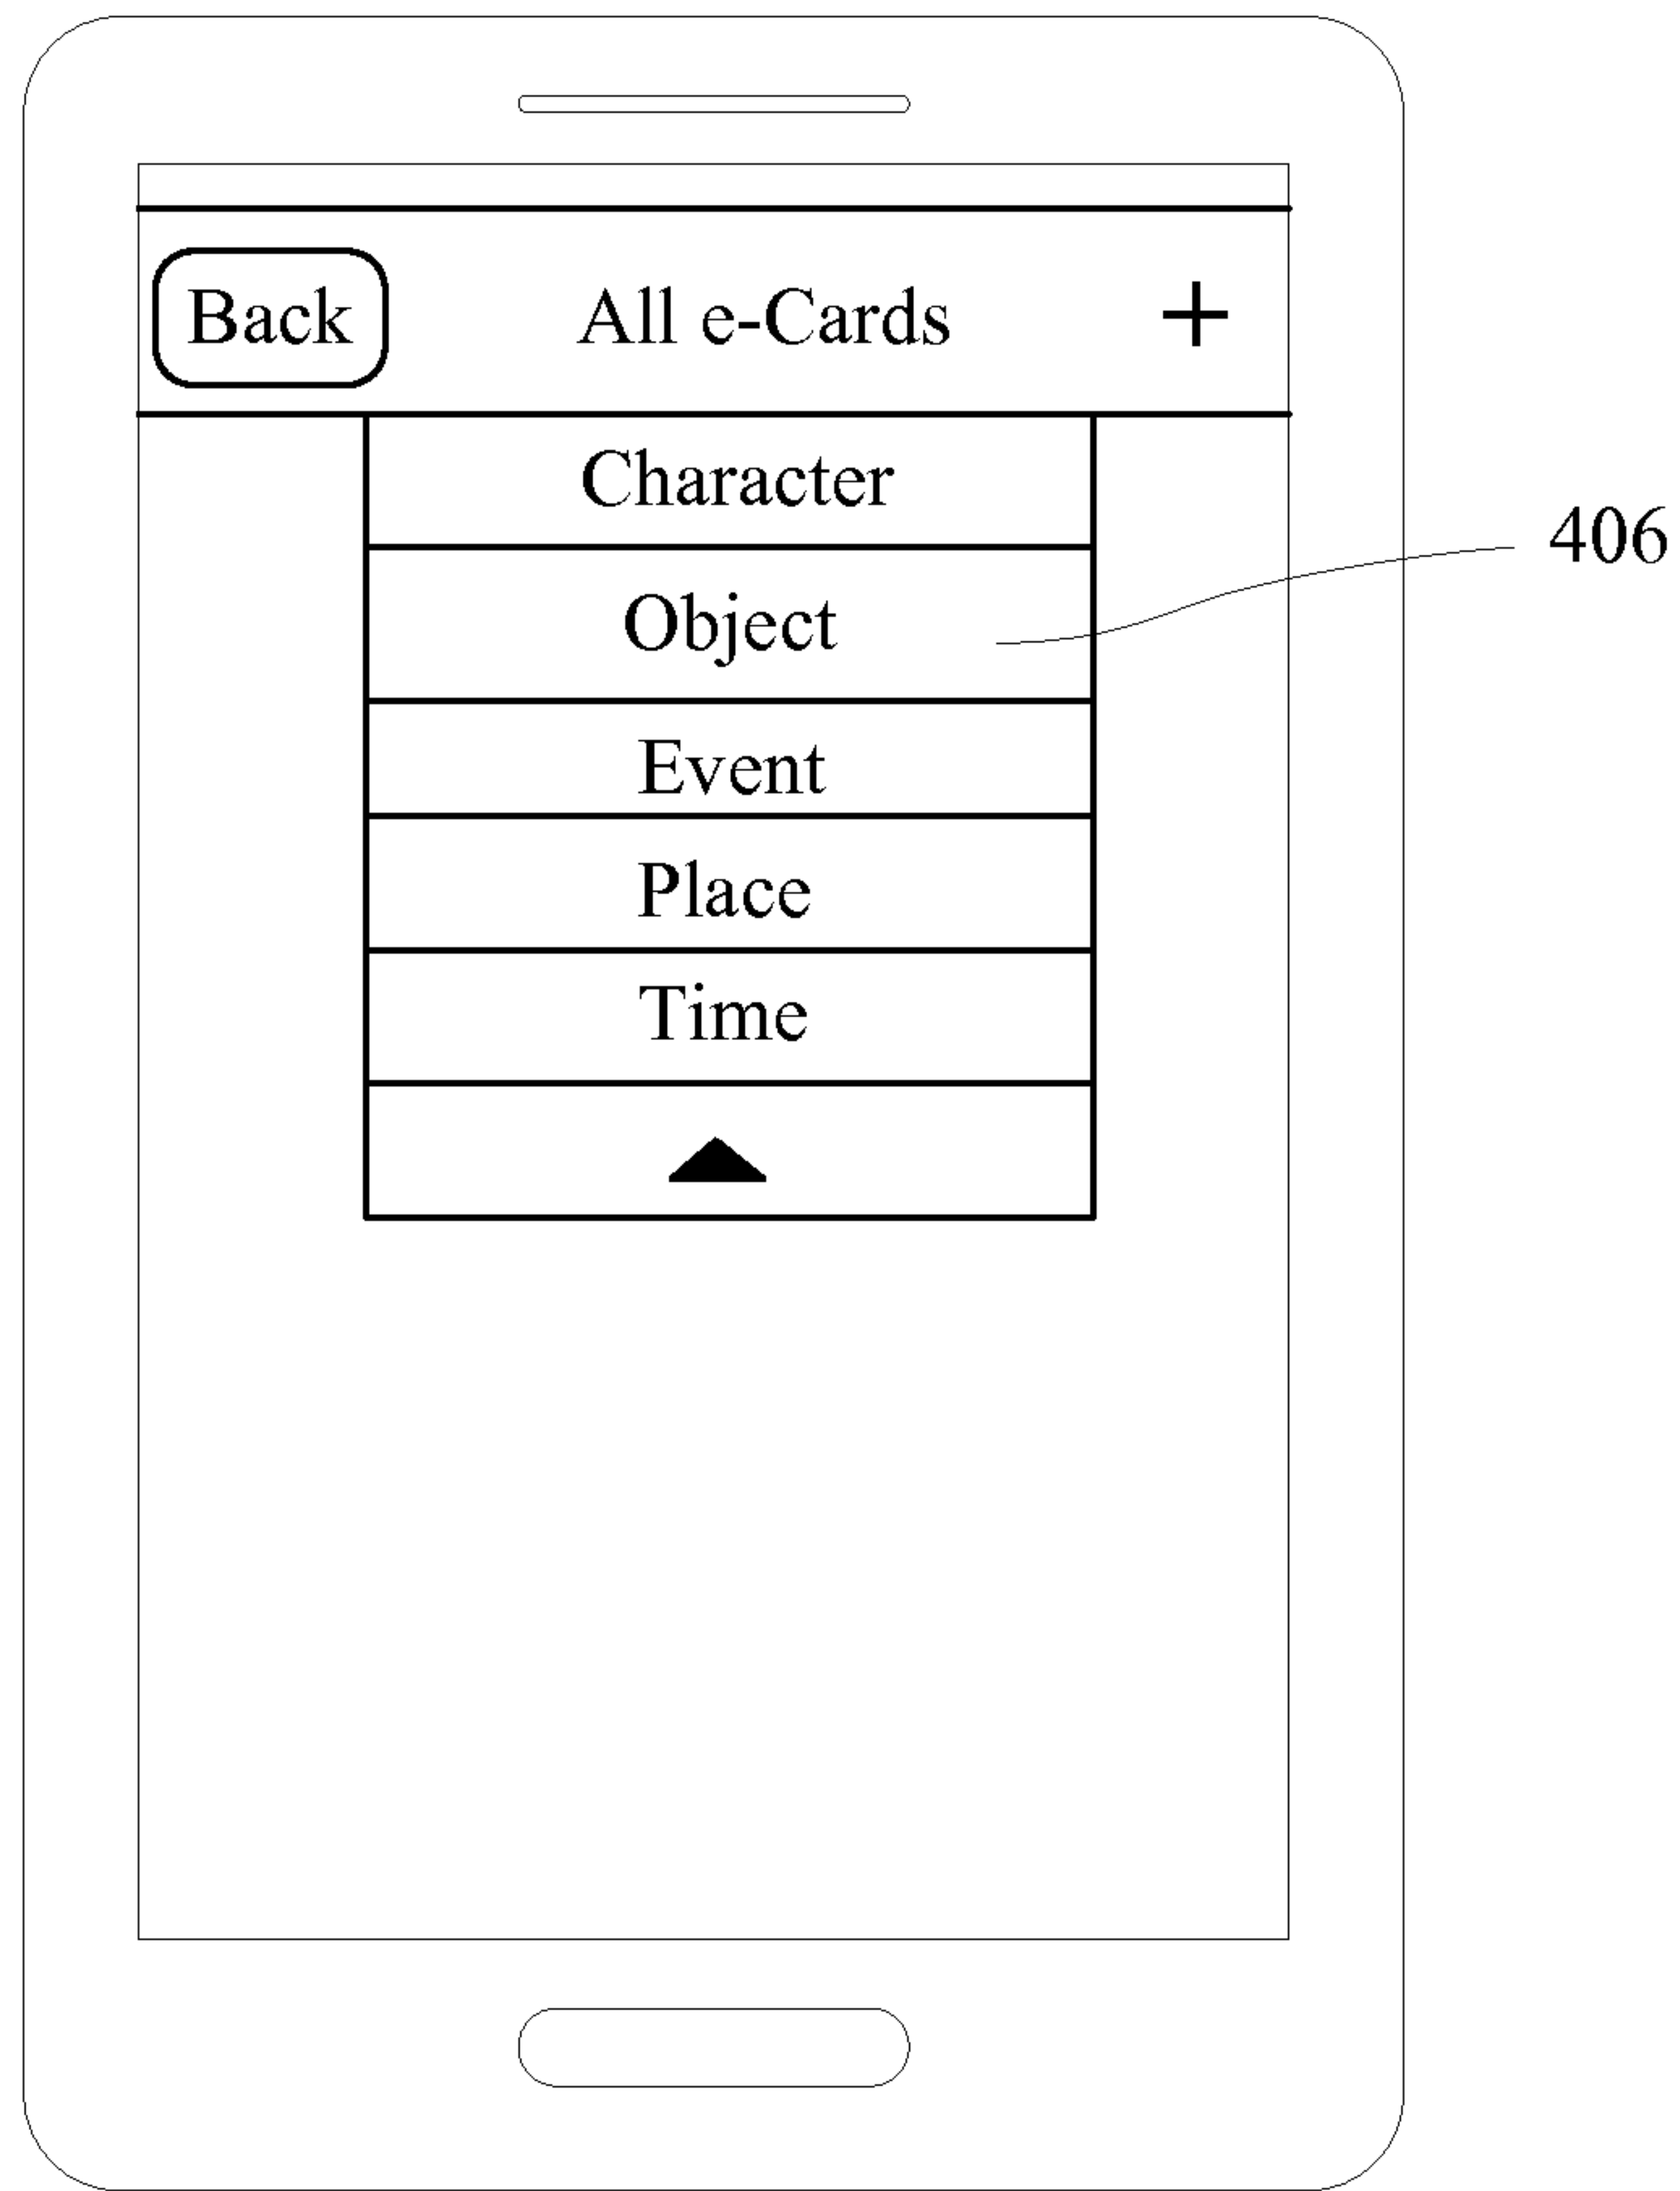 Back All e-Cards +
Character
406
Object
Event
Place
Time